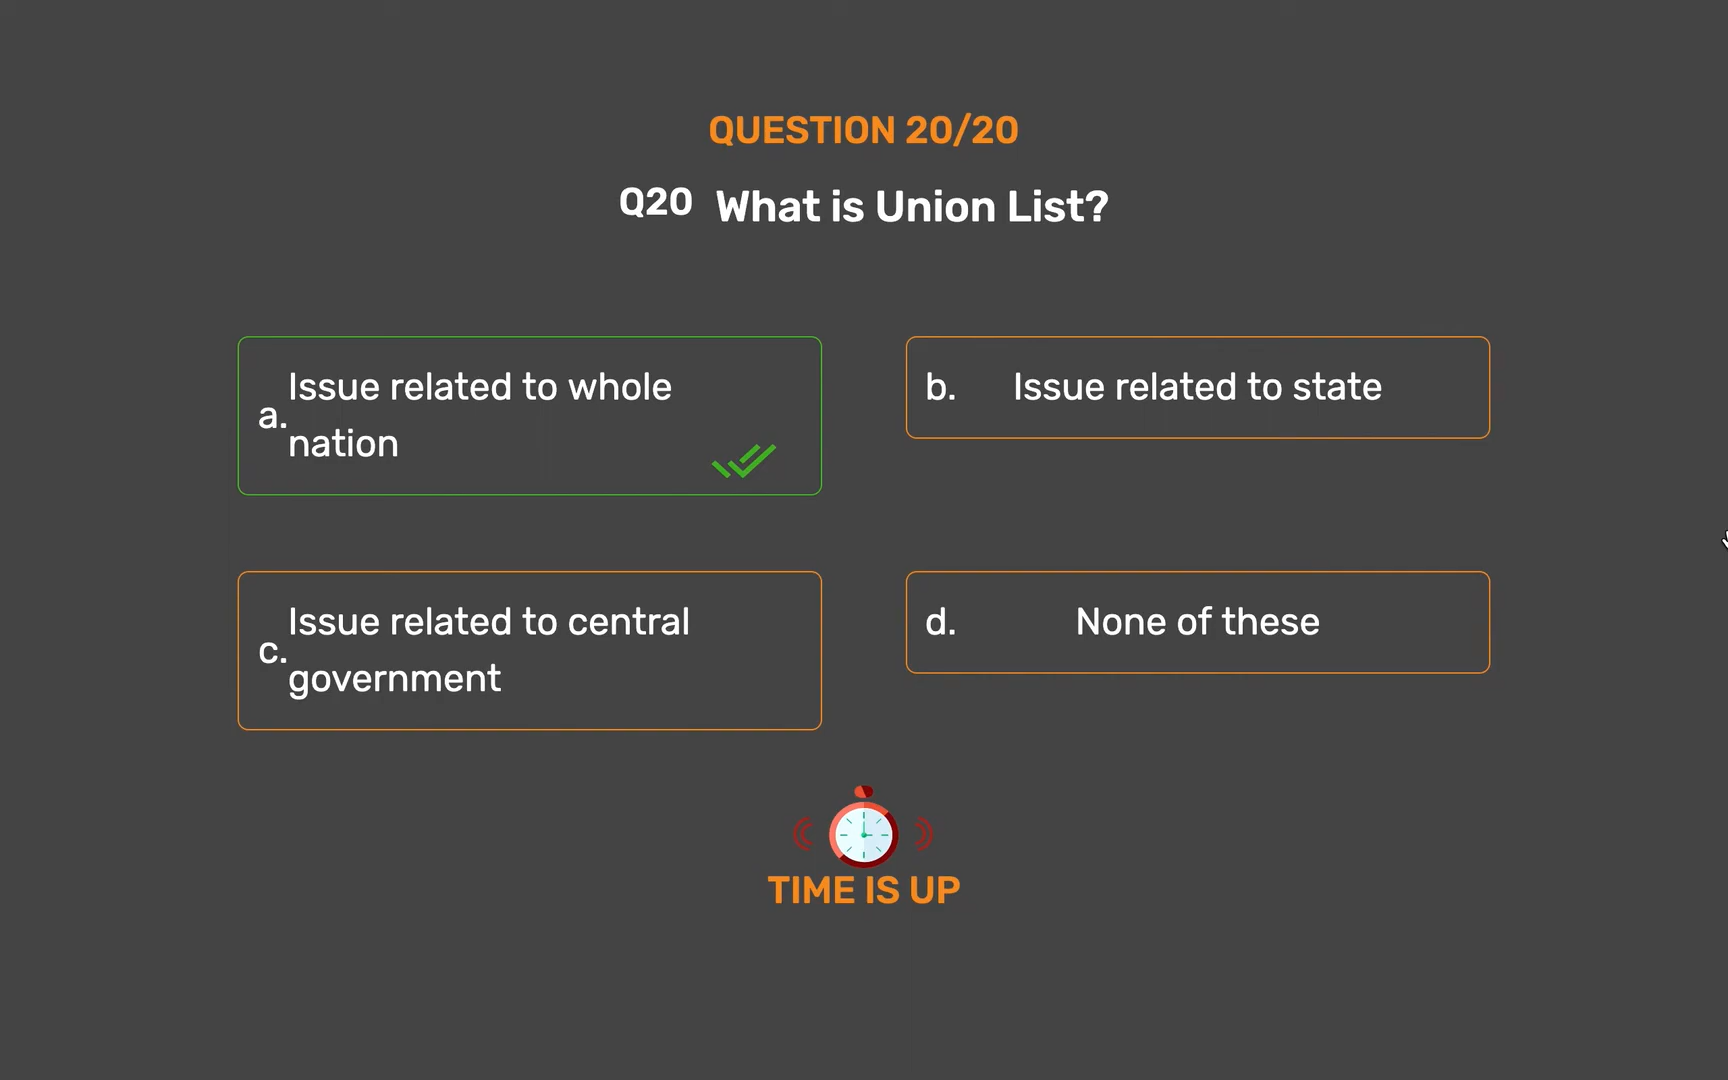 QUESTION 20/20
Q20 What is Union List?
a. Issue related to whole
nation
b. Issue related to state
c. Issue related to central
government
d. None of these
TIME IS UP